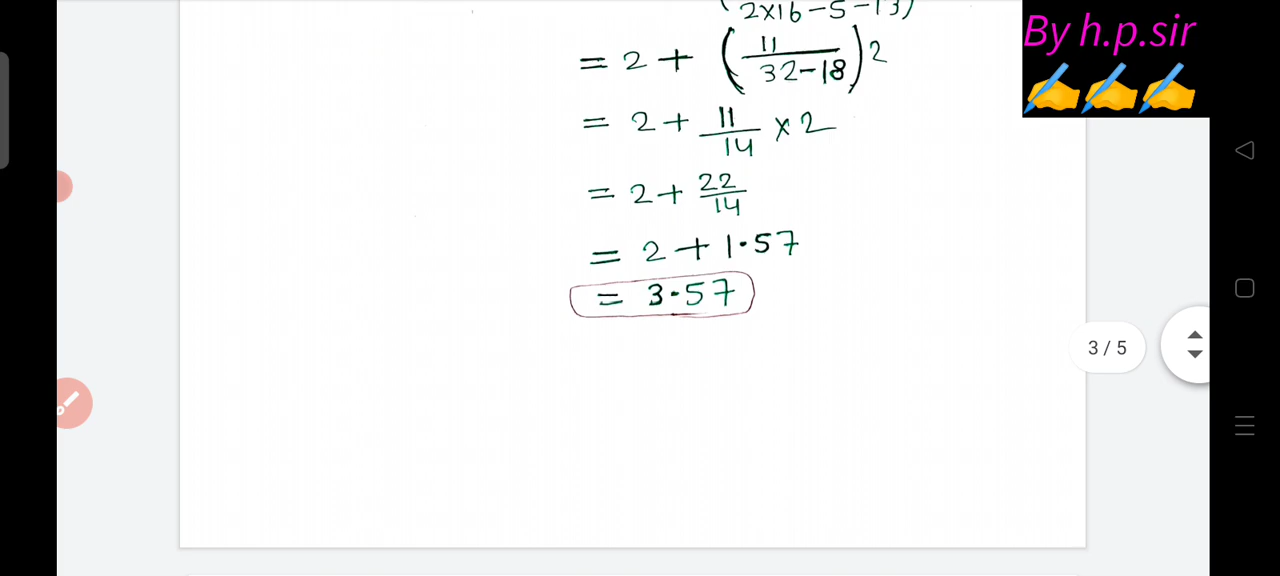 2×16-5-13)
= 2 + (11/32-18)2
By h.p.sir
= 2 + 11/14 × 2
= 2 + 22/14
= 2 + 1.57
= 3.57
3 / 5